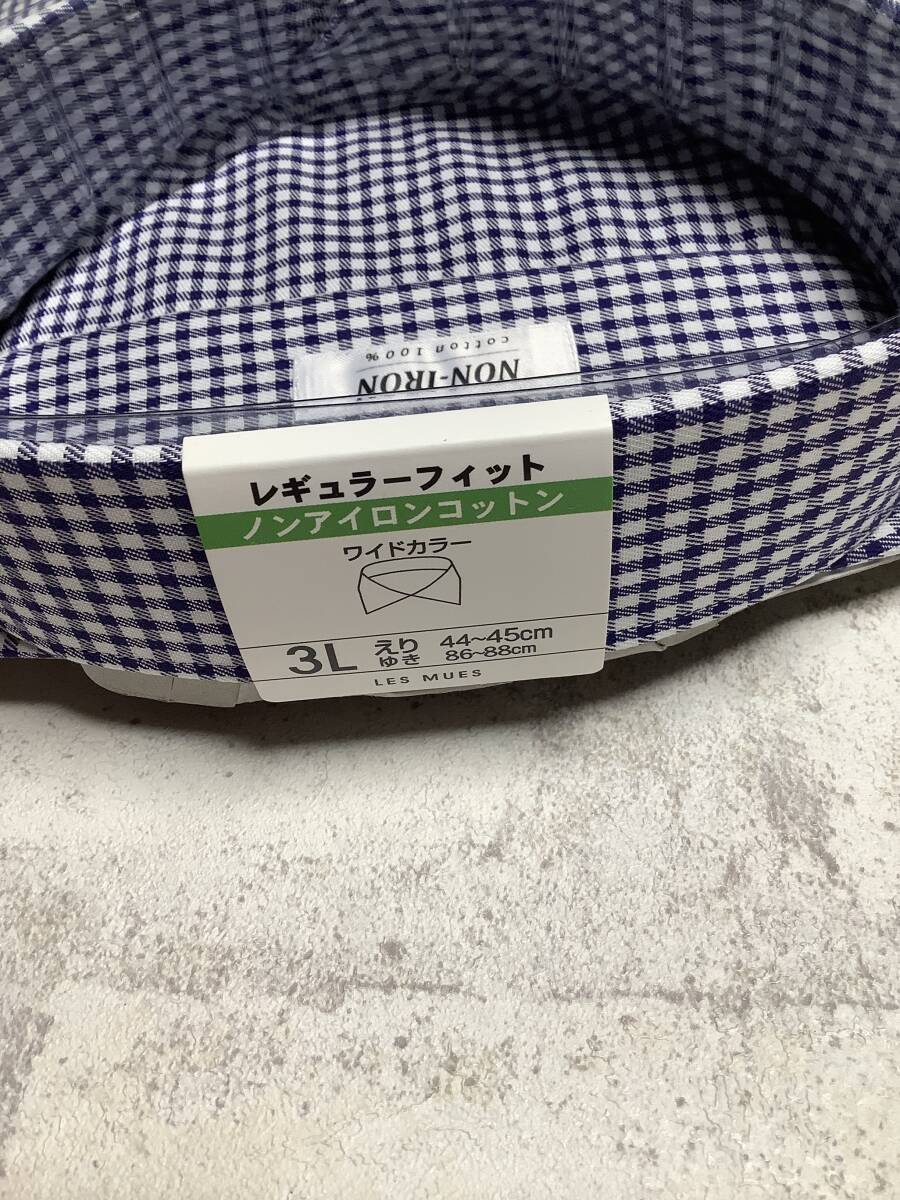 NON-IRON
cotton 100%
レギュラーフィット
ノンアイロンコットン
ワイドカラー
3L えり 44~45cm
ゆき 86~88cm
LES MUES